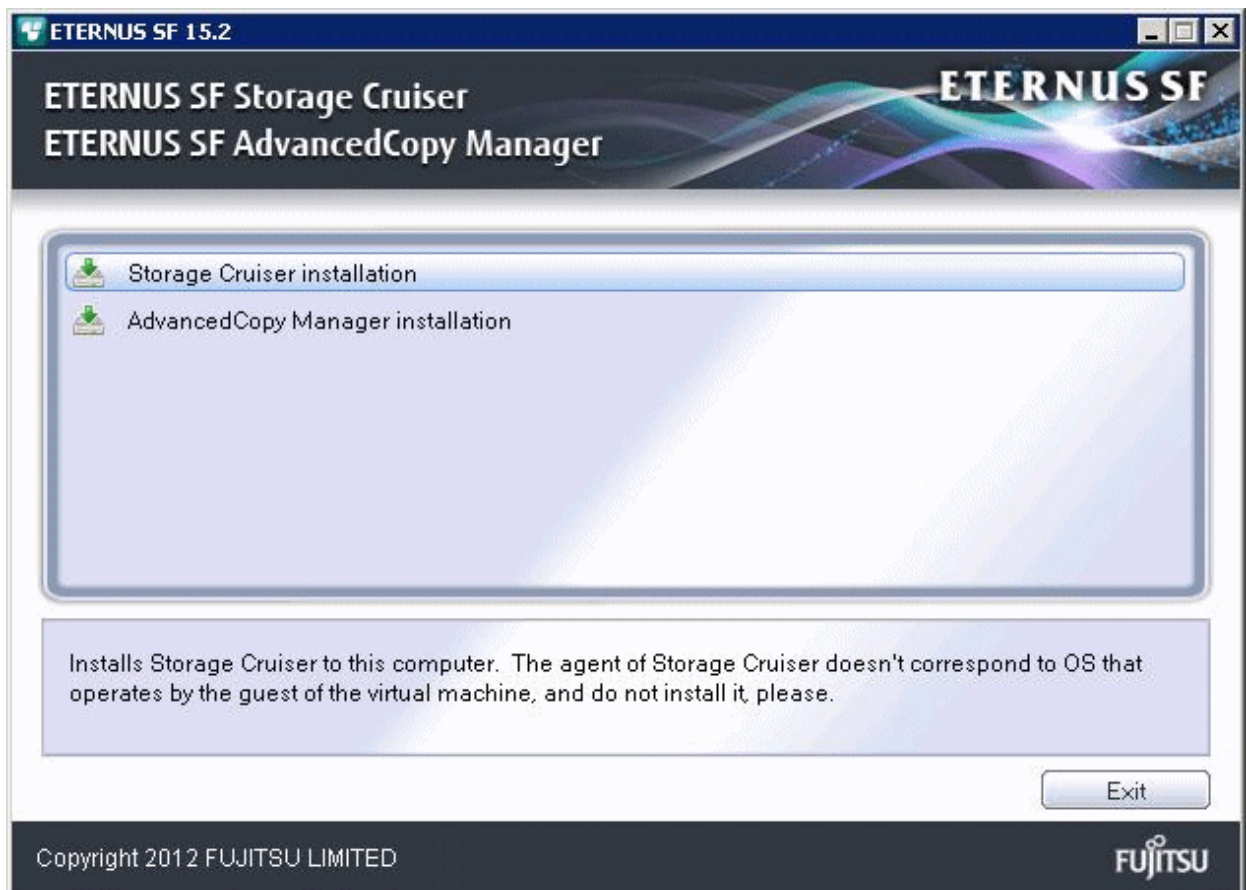 ETERNUS SF 15.2
ETERNUS SF Storage Cruiser
ETERNUS SF AdvancedCopy Manager
ETERNUS SF
Storage Cruiser installation
AdvancedCopy Manager installation
Installs Storage Cruiser to this computer.  The agent of Storage Cruiser doesn't correspond to OS that
operates by the guest of the virtual machine, and do not install it, please.
Exit
Copyright 2012 FUJITSU LIMITED
FUJITSU